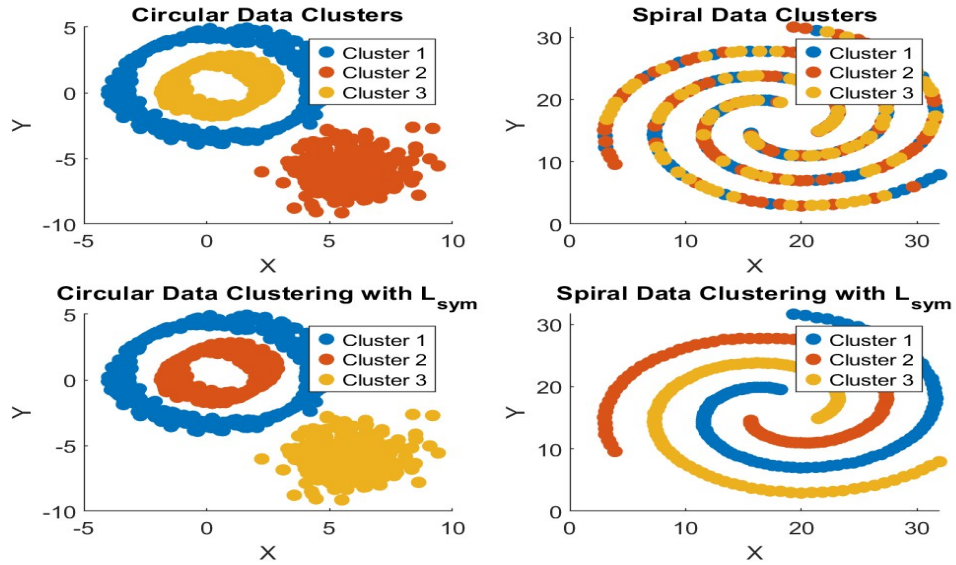 Circular Data Clusters
5
0
-5
-10
Y
-5 0 5 10
X
Cluster 1
Cluster 2
Cluster 3
Spiral Data Clusters
30
20
10
0
Y
0 10 20 30
X
Cluster 1
Cluster 2
Cluster 3
Circular Data Clustering with L_sym
5
0
-5
-10
Y
-5 0 5 10
X
Cluster 1
Cluster 2
Cluster 3
Spiral Data Clustering with L_sym
30
20
10
0
Y
0 10 20 30
X
Cluster 1
Cluster 2
Cluster 3